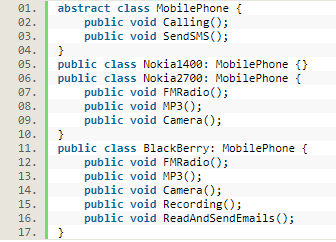 01. abstract class MobilePhone {
02. public void Calling();
03. public void SendSMS();
04. }
05. public class Nokia1400: MobilePhone {}
06. public class Nokia2700: MobilePhone {
07. public void FMRadio();
08. public void MP3();
09. public void Camera();
10. }
11. public class BlackBerry: MobilePhone {
12. public void FMRadio();
13. public void MP3();
14. public void Camera();
15. public void Recording();
16. public void ReadAndSendEmails();
17. }